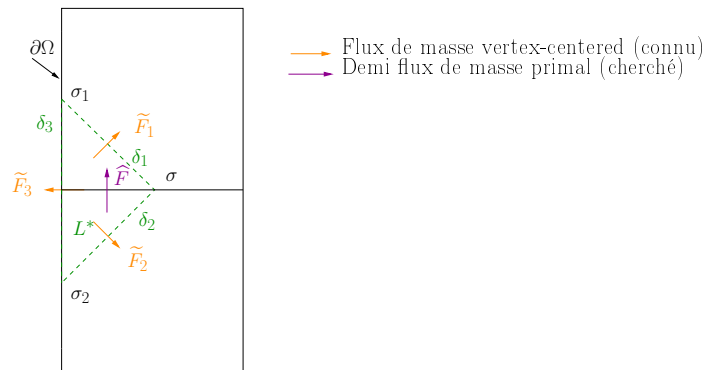 Flux de masse vertex-centered (connu)
Demi flux de masse primal (cherché)
∂Ω
σ₁
δ₃
F̃₁
δ₁
σ
F̂
F̃₃
δ₂
L*
F̃₂
σ₂